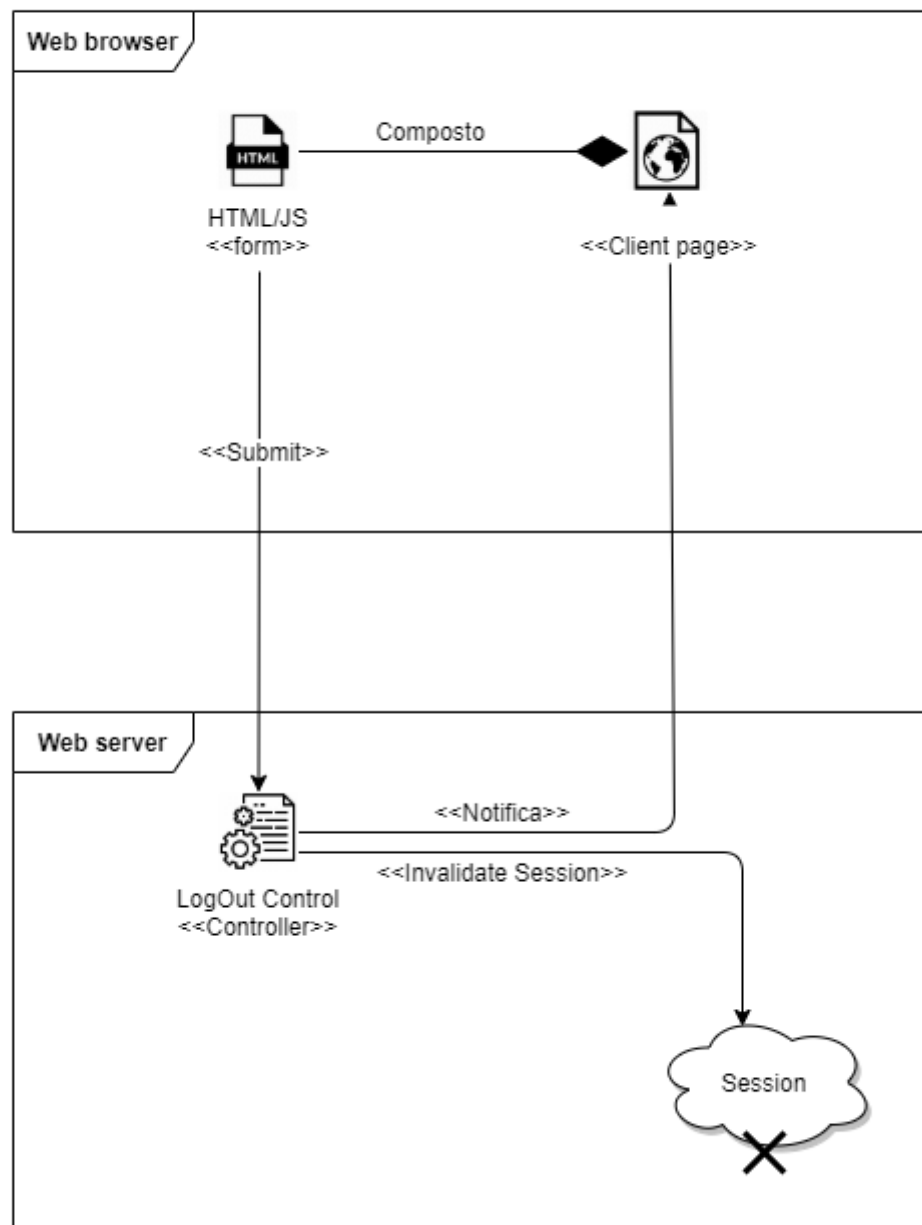 Web browser
Composto
HTML
HTML/JS
<<form>>
<<Client page>>
<<Submit>>
Web server
<<Notifica>>
<<Invalidate Session>>
LogOut Control
<<Controller>>
Session